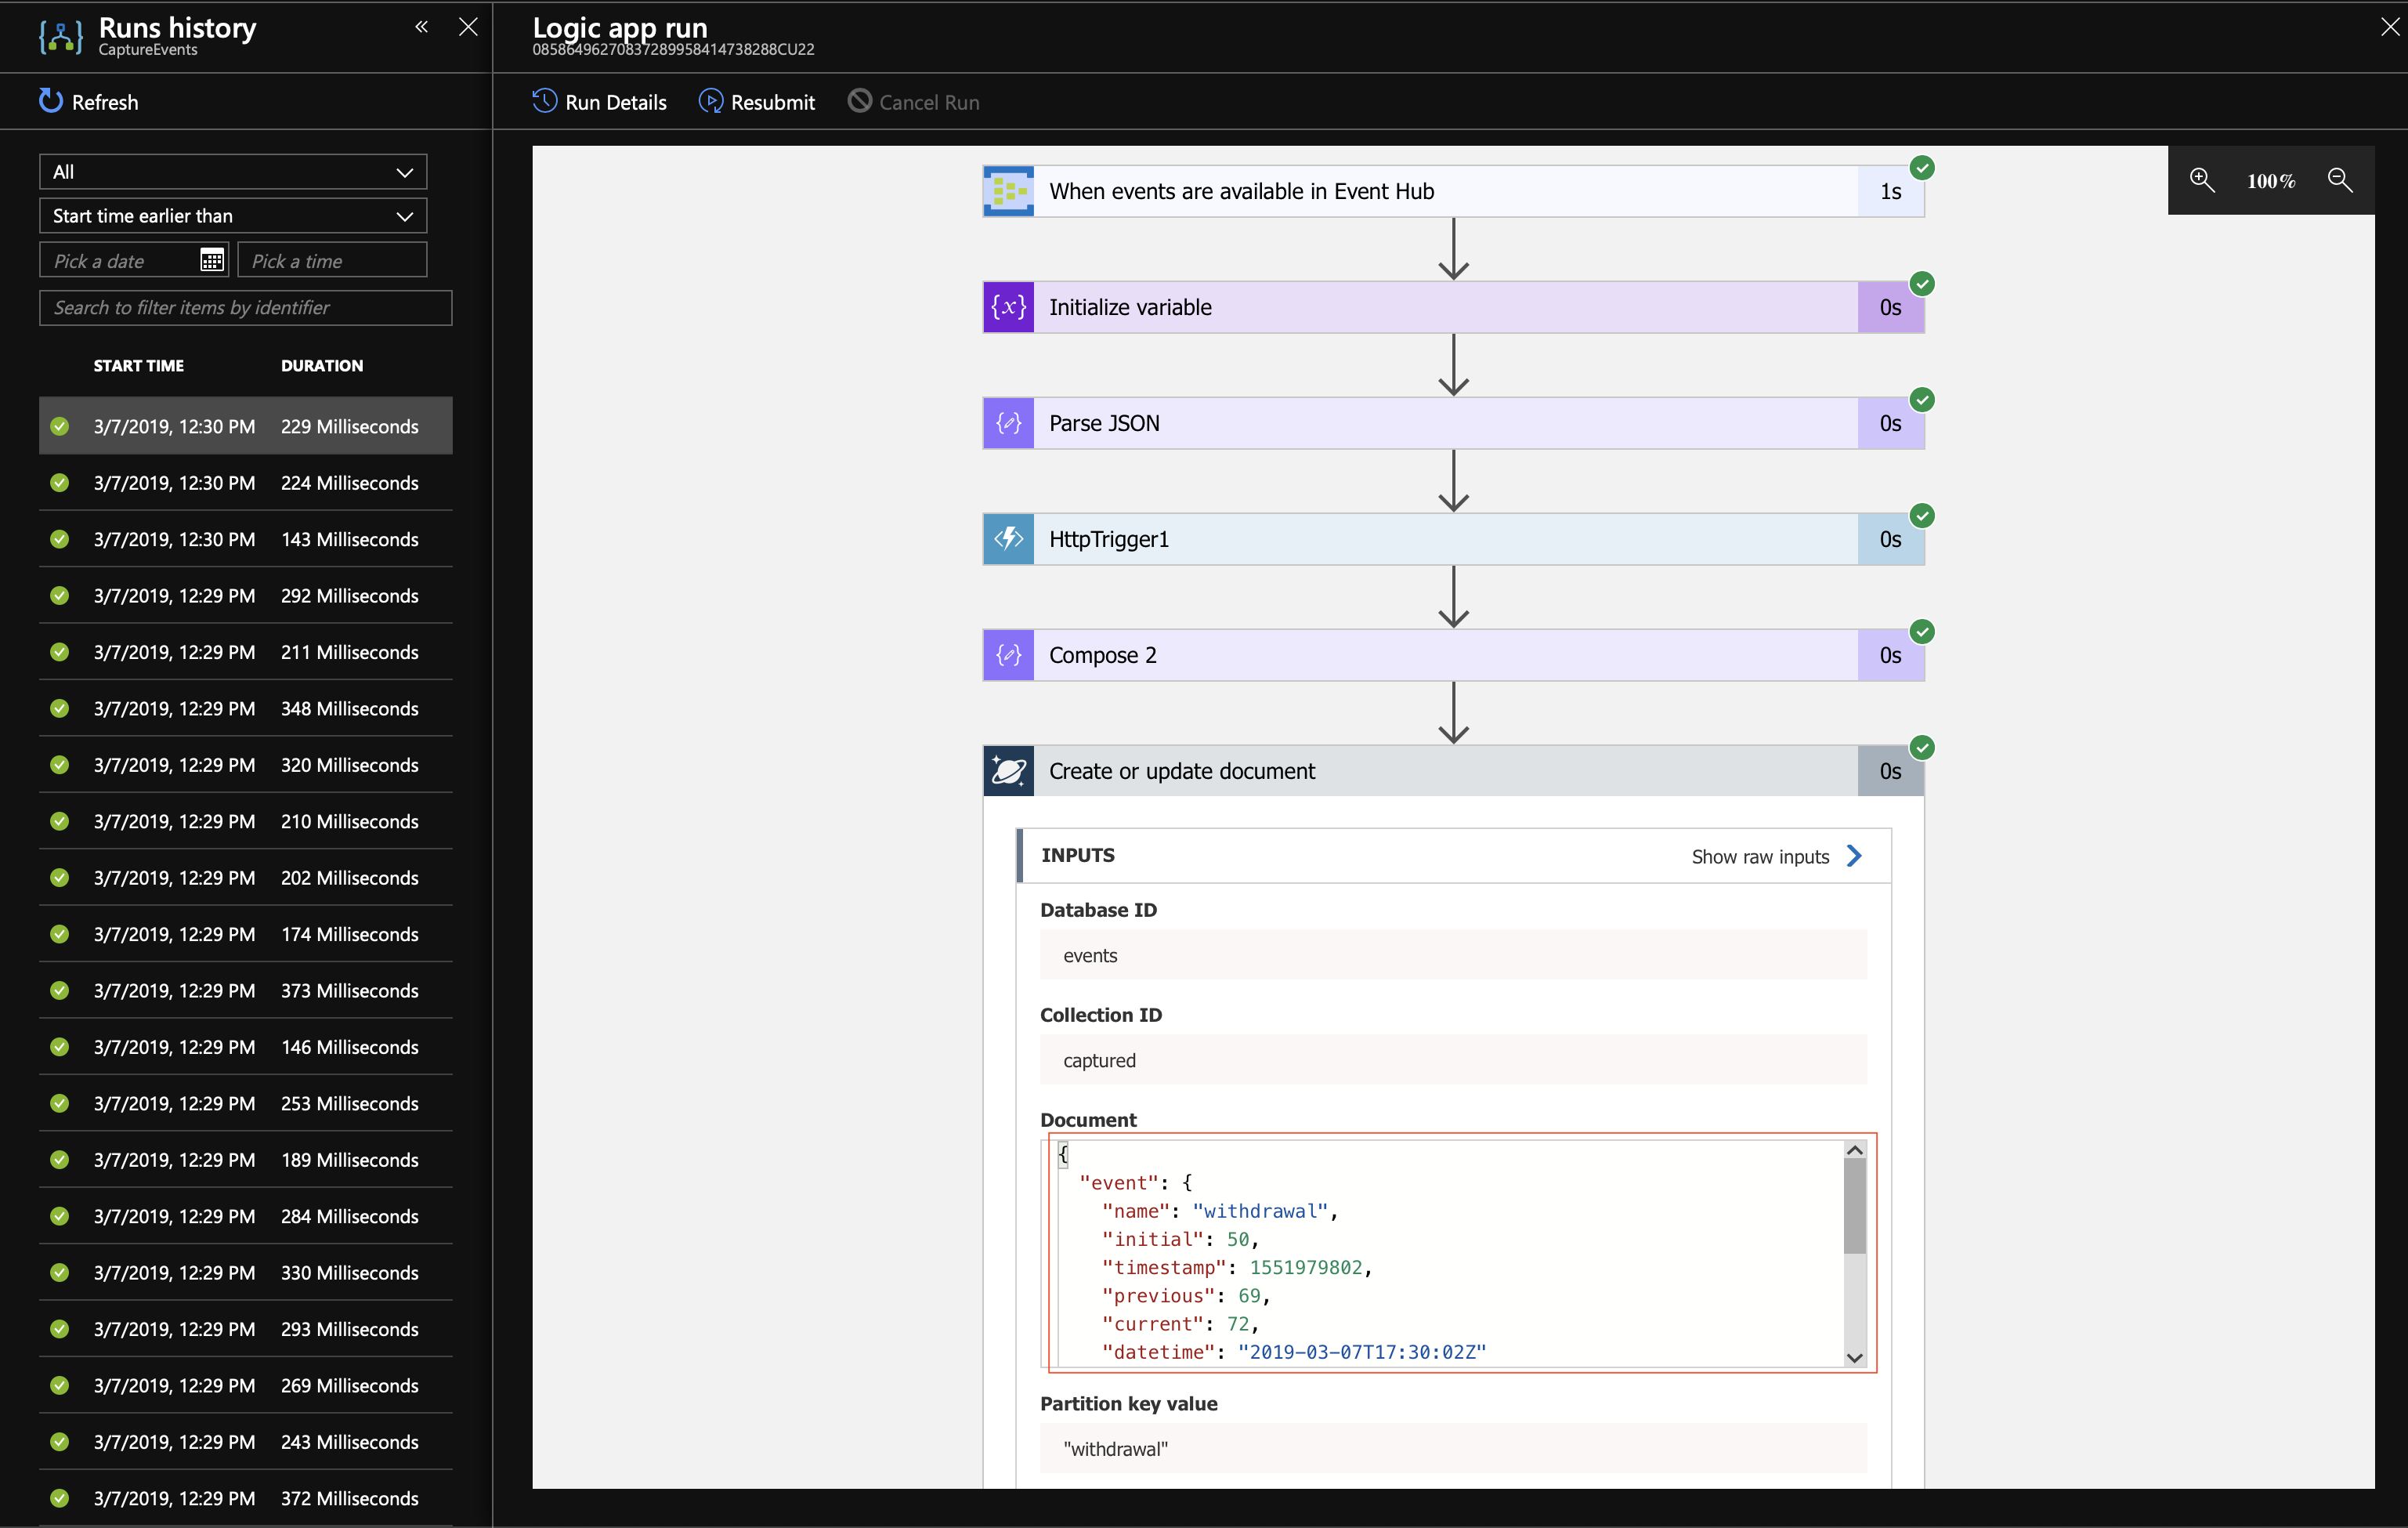 Runs history
CaptureEvents
Refresh
All
Start time earlier than
Pick a date
Pick a time
Search to filter items by identifier
START TIME DURATION
3/7/2019, 12:30 PM 229 Milliseconds
3/7/2019, 12:30 PM 224 Milliseconds
3/7/2019, 12:30 PM 143 Milliseconds
3/7/2019, 12:29 PM 292 Milliseconds
3/7/2019, 12:29 PM 211 Milliseconds
3/7/2019, 12:29 PM 348 Milliseconds
3/7/2019, 12:29 PM 320 Milliseconds
3/7/2019, 12:29 PM 210 Milliseconds
3/7/2019, 12:29 PM 202 Milliseconds
3/7/2019, 12:29 PM 174 Milliseconds
3/7/2019, 12:29 PM 373 Milliseconds
3/7/2019, 12:29 PM 146 Milliseconds
3/7/2019, 12:29 PM 253 Milliseconds
3/7/2019, 12:29 PM 189 Milliseconds
3/7/2019, 12:29 PM 284 Milliseconds
3/7/2019, 12:29 PM 330 Milliseconds
3/7/2019, 12:29 PM 293 Milliseconds
3/7/2019, 12:29 PM 269 Milliseconds
3/7/2019, 12:29 PM 243 Milliseconds
3/7/2019, 12:29 PM 372 Milliseconds
Logic app run
08586496270837289958414738288CU22
Run Details Resubmit Cancel Run
100%
When events are available in Event Hub 1s
{x} Initialize variable 0s
Parse JSON 0s
HttpTrigger1 0s
Compose 2 0s
Create or update document 0s
INPUTS Show raw inputs
Database ID
events
Collection ID
captured
Document
{
"event": {
"name": "withdrawal",
"initial": 50,
"timestamp": 1551979802,
"previous": 69,
"current": 72,
"datetime": "2019-03-07T17:30:02Z"
Partition key value
"withdrawal"